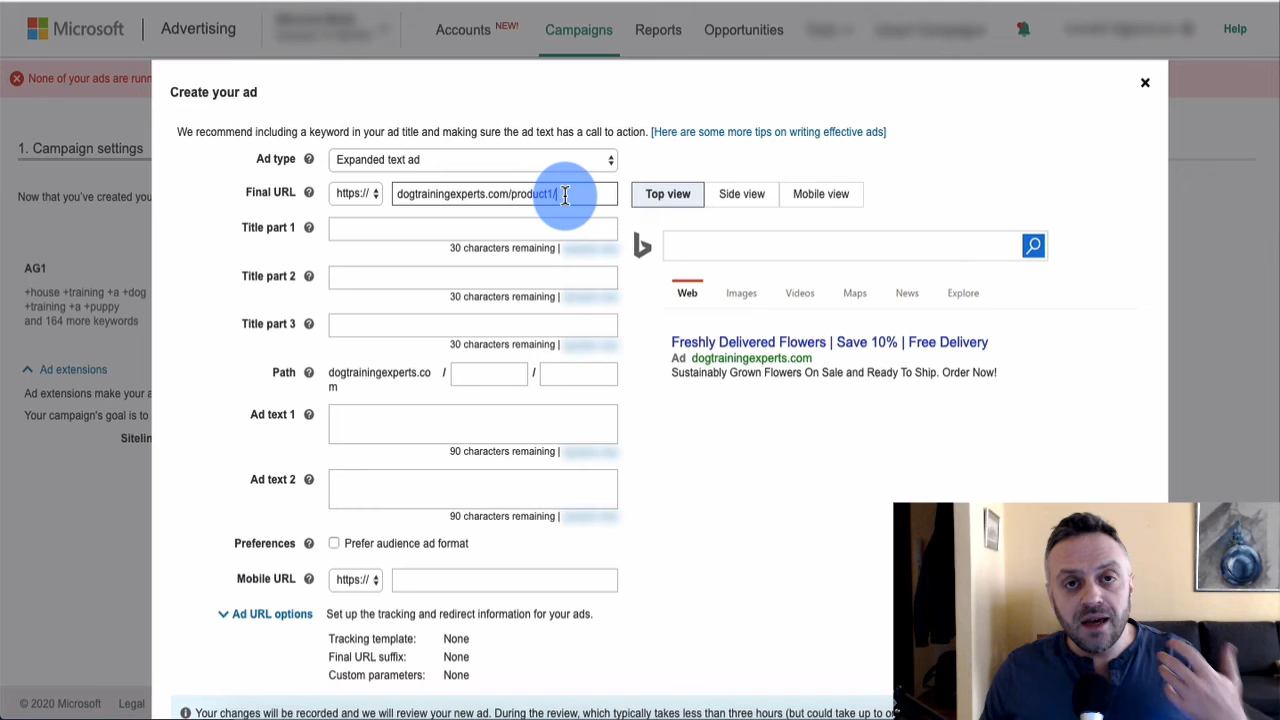 Microsoft | Advertising
Accounts NEW!
Campaigns
Reports
Opportunities
Help
None of your ads are runn
1. Campaign settings
Now that you've created you
AG1
+house +training +a +dog
+training +a +puppy
and 164 more keywords
Ad extensions
Ad extensions make your a
Your campaign's goal is to
Sitelin
© 2020 Microsoft
Legal
Create your ad
We recommend including a keyword in your ad title and making sure the ad text has a call to action. [Here are some more tips on writing effective ads]
Ad type
Expanded text ad
Final URL
https://
dogtrainingexperts.com/product1/
Title part 1
30 characters remaining |
Title part 2
30 characters remaining |
Title part 3
30 characters remaining |
Path
dogtrainingexperts.co
m
/
/
Ad text 1
90 characters remaining |
Ad text 2
90 characters remaining |
Preferences
Prefer audience ad format
Mobile URL
https://
Ad URL options
Set up the tracking and redirect information for your ads.
Tracking template: None
Final URL suffix: None
Custom parameters: None
Top view
Side view
Mobile view
Web
Images
Videos
Maps
News
Explore
Freshly Delivered Flowers | Save 10% | Free Delivery
Ad dogtrainingexperts.com
Sustainably Grown Flowers On Sale and Ready To Ship. Order Now!
Your changes will be recorded and we will review your new ad. During the review, which typically takes less than three hours (but could take up to o